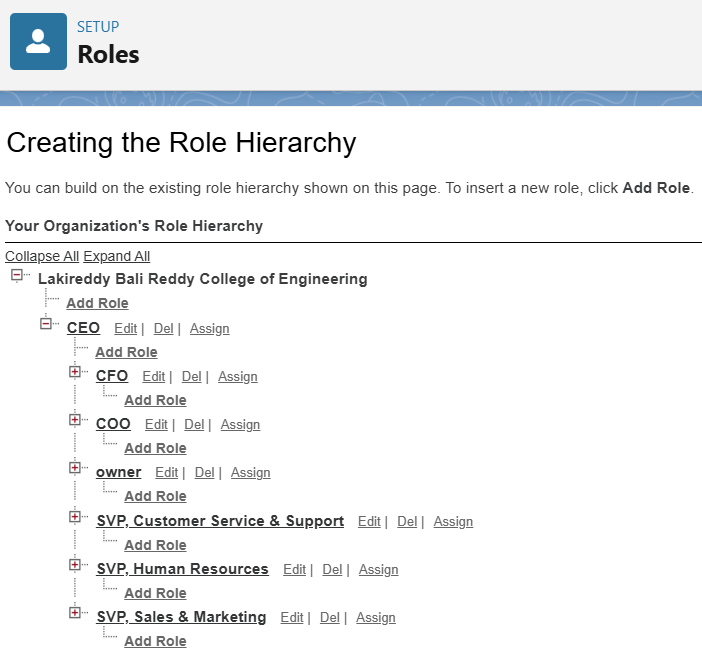 SETUP
Roles
Creating the Role Hierarchy
You can build on the existing role hierarchy shown on this page. To insert a new role, click Add Role.
Your Organization's Role Hierarchy
Collapse All Expand All
Lakireddy Bali Reddy College of Engineering
Add Role
CEO Edit | Del | Assign
Add Role
CFO Edit | Del | Assign
Add Role
COO Edit | Del | Assign
Add Role
owner Edit | Del | Assign
Add Role
SVP, Customer Service & Support Edit | Del | Assign
Add Role
SVP, Human Resources Edit | Del | Assign
Add Role
SVP, Sales & Marketing Edit | Del | Assign
Add Role